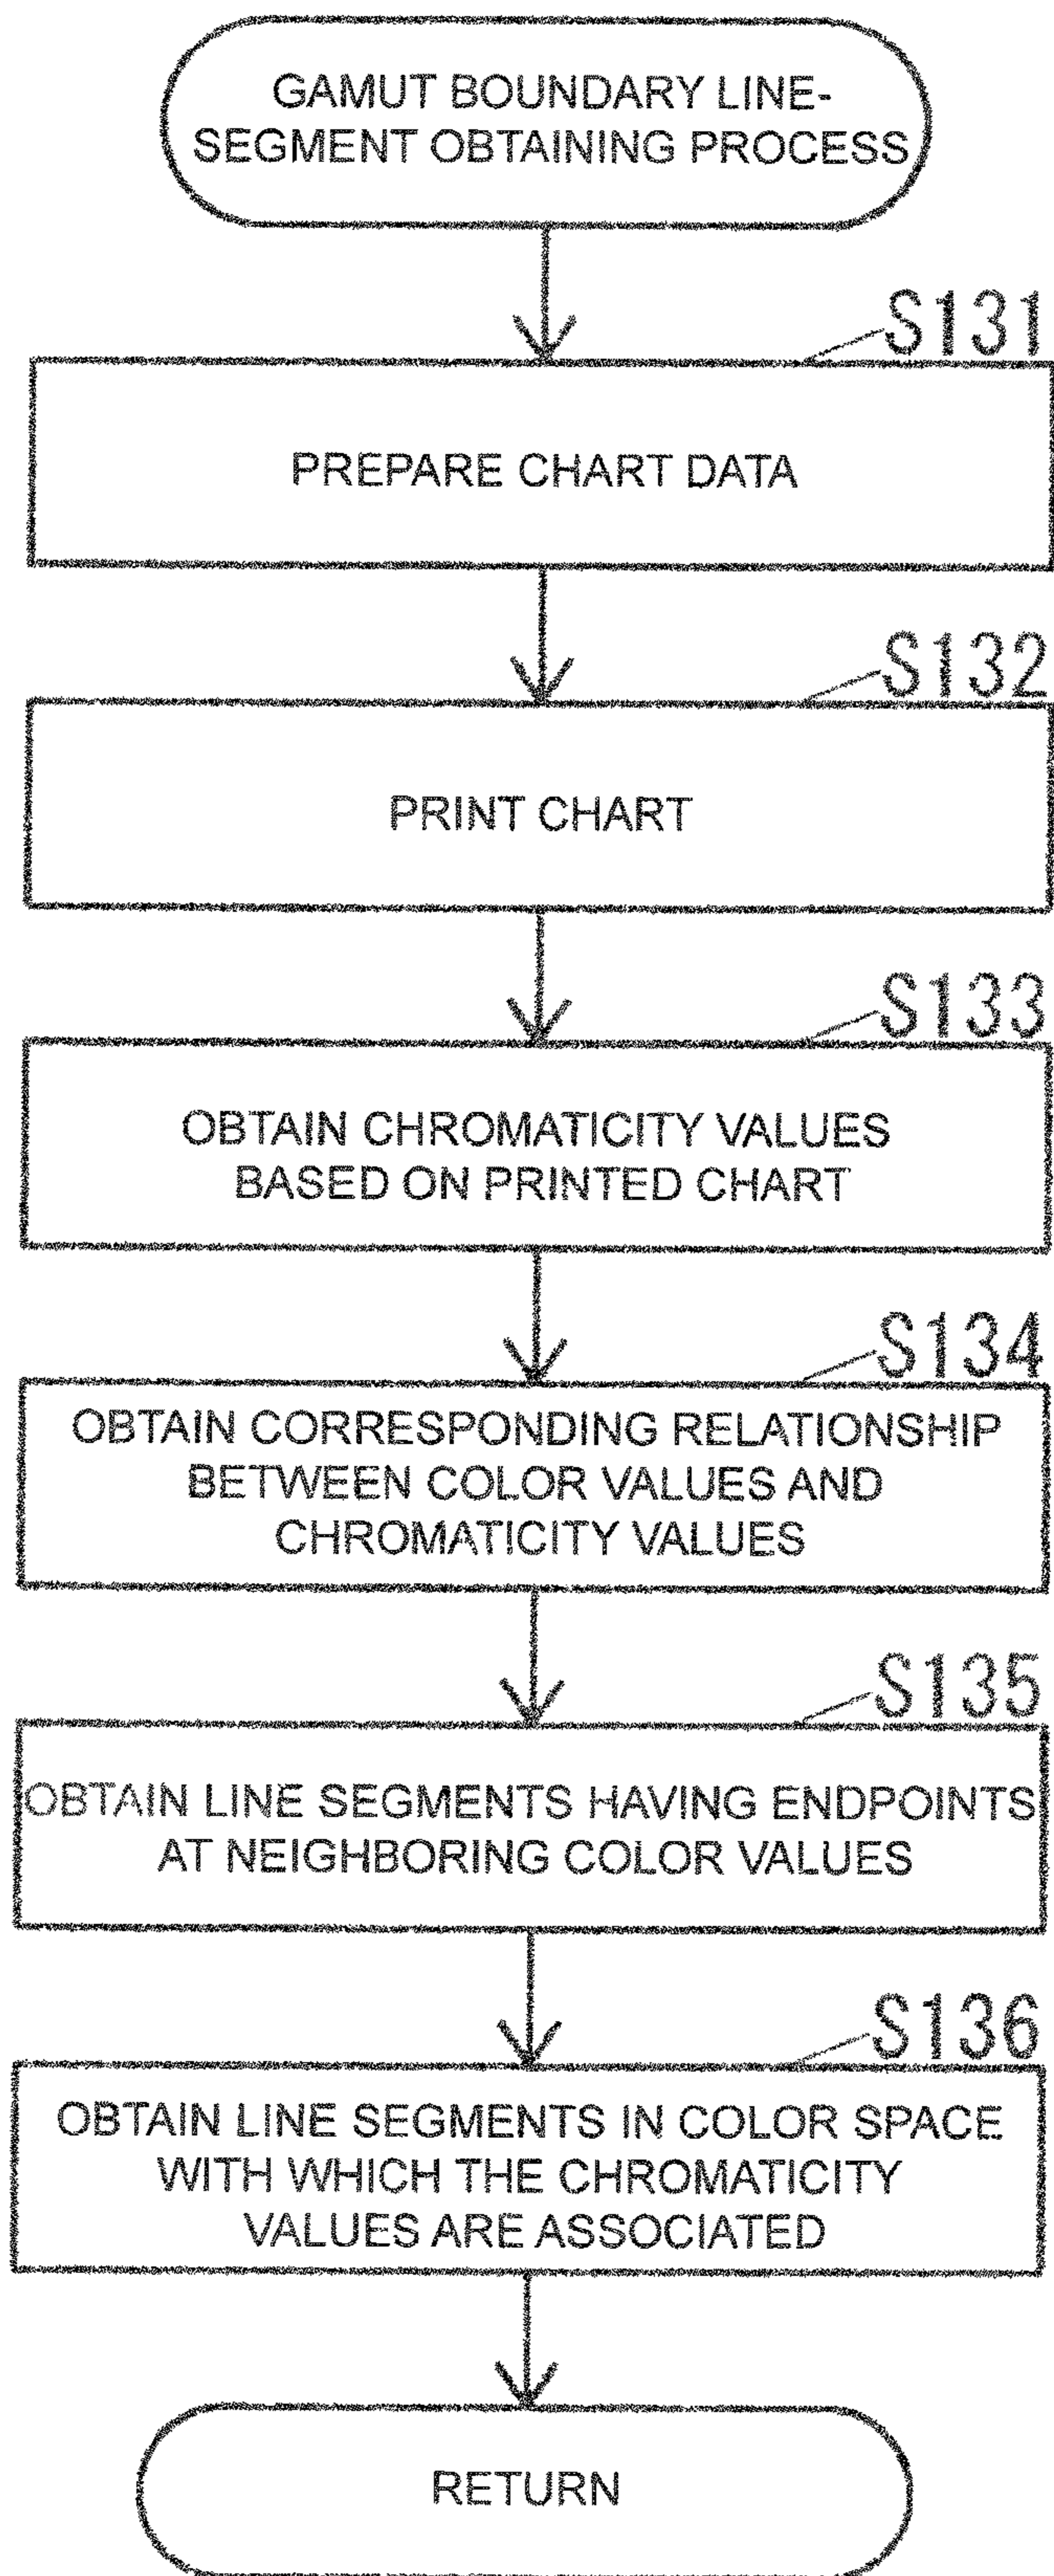 GAMUT BOUNDARY LINE-
SEGMENT OBTAINING PROCESS
S131
PREPARE CHART DATA
S132
PRINT CHART
S133
OBTAIN CHROMATICITY VALUES
BASED ON PRINTED CHART
S134
OBTAIN CORRESPONDING RELATIONSHIP
BETWEEN COLOR VALUES AND
CHROMATICITY VALUES
S135
OBTAIN LINE SEGMENTS HAVING ENDPOINTS
AT NEIGHBORING COLOR VALUES
S136
OBTAIN LINE SEGMENTS IN COLOR SPACE
WITH WHICH THE CHROMATICITY
VALUES ARE ASSOCIATED
RETURN